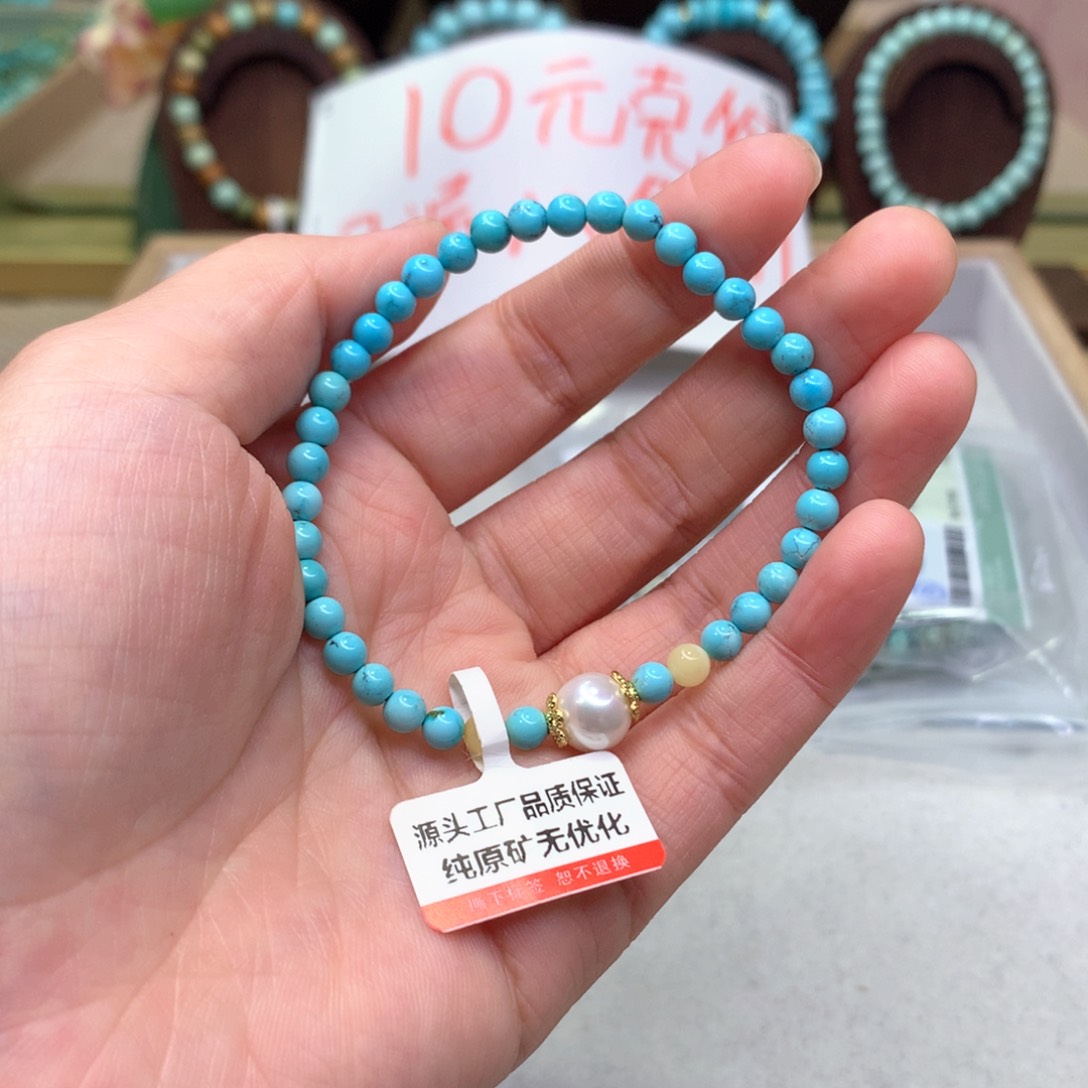 10元克
源头工厂品质保证
纯原矿无优化
撕下标签 恕不退换